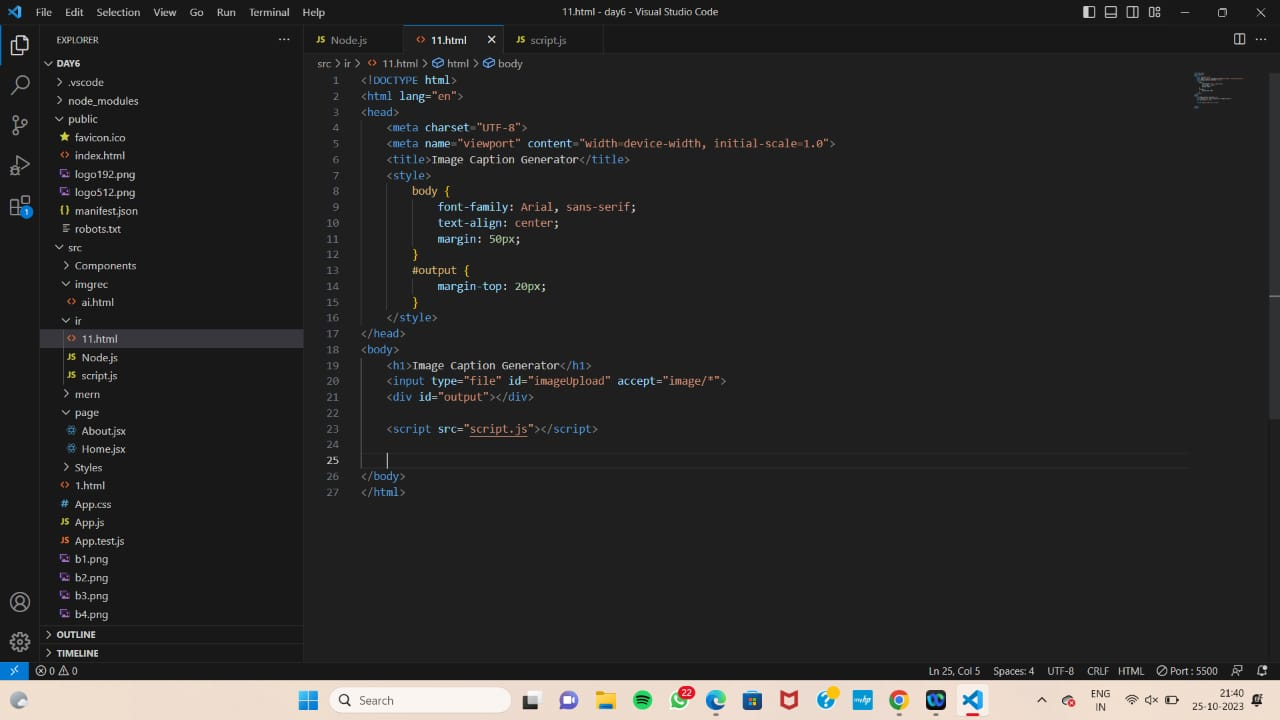 File Edit Selection View Go Run Terminal Help
11.html - day6 - Visual Studio Code
EXPLORER
DAY6
.vscode
node_modules
public
favicon.ico
index.html
logo192.png
logo512.png
manifest.json
robots.txt
src
Components
imgrec
ai.html
ir
11.html
Node.js
script.js
mern
page
About.jsx
Home.jsx
Styles
1.html
App.css
App.js
App.test.js
b1.png
b2.png
b3.png
b4.png
OUTLINE
TIMELINE
1
Node.js 11.html script.js
src > ir > 11.html > html > body
1 <!DOCTYPE html>
2 <html lang="en">
3 <head>
4 <meta charset="UTF-8">
5 <meta name="viewport" content="width=device-width, initial-scale=1.0">
6 <title>Image Caption Generator</title>
7 <style>
8 body {
9 font-family: Arial, sans-serif;
10 text-align: center;
11 margin: 50px;
12 }
13 #output {
14 margin-top: 20px;
15 }
16 </style>
17 </head>
18 <body>
19 <h1>Image Caption Generator</h1>
20 <input type="file" id="imageUpload" accept="image/*">
21 <div id="output"></div>
22
23 <script src="script.js"></script>
24
25
26 </body>
27 </html>
0 0
Ln 25, Col 5 Spaces: 4 UTF-8 CRLF HTML Port : 5500
Search
22
myhp
ENG
IN
21:40
25-10-2023